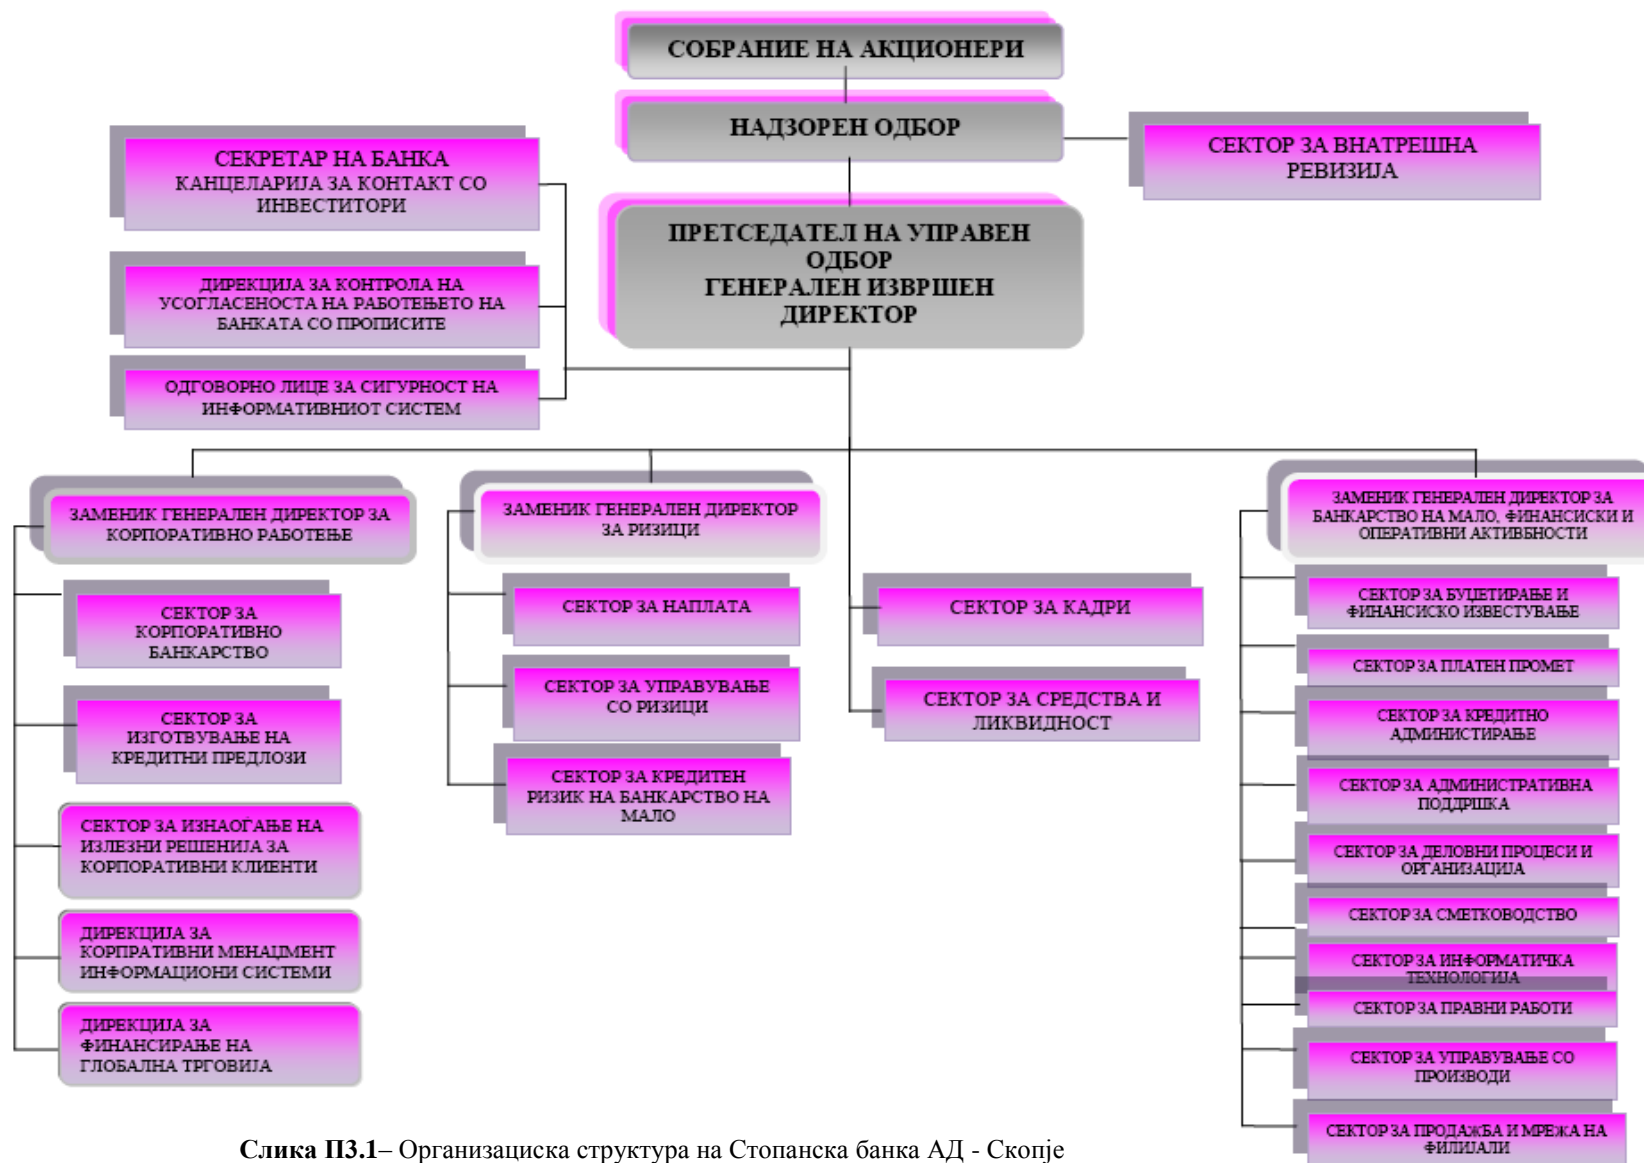 СОБРАНИЕ НА АКЦИОНЕРИ
НАДЗОРЕН ОДБОР
СЕКТОР ЗА ВНАТРЕШНА
РЕВИЗИЈА
СЕКРЕТАР НА БАНКА
КАНЦЕЛАРИЈА ЗА КОНТАКТ СО
ИНВЕСТИТОРИ
ПРЕТСЕДАТЕЛ НА УПРАВЕН
ОДБОР
ГЕНЕРАЛЕН ИЗВРШЕН
ДИРЕКТОР
ДИРЕКЦИЈА ЗА КОНТРОЛА НА
УСОГЛАСЕНОСТА НА РАБОТЕЊЕТО НА
БАНКАТА СО ПРОПИСИТЕ
ОДГОВОРНО ЛИЦЕ ЗА СИГУРНОСТ НА
ИНФОРМАТИВНИОТ СИСТЕМ
ЗАМЕНИК ГЕНЕРАЛЕН ДИРЕКТОР ЗА
КОРПОРАТИВНО РАБОТЕЊЕ
СЕКТОР ЗА
КОРПОРАТИВНО
БАНКАРСТВО
СЕКТОР ЗА
ИЗГОТВУВАЊЕ НА
КРЕДИТНИ ПРЕДЛОЗИ
СЕКТОР ЗА ИЗНАОЃАЊЕ НА
ИЗЛЕЗНИ РЕШЕНИЈА ЗА
КОРПОРАТИВНИ КЛИЕНТИ
ДИРЕКЦИЈА ЗА
КОРПРАТИВНИ МЕНАЏМЕНТ
ИНФОРМАЦИОНИ СИСТЕМИ
ДИРЕКЦИЈА ЗА
ФИНАНСИРАЊЕ НА
ГЛОБАЛНА ТРГОВИЈА
ЗАМЕНИК ГЕНЕРАЛЕН ДИРЕКТОР
ЗА РИЗИЦИ
СЕКТОР ЗА НАПЛАТА
СЕКТОР ЗА УПРАВУВАЊЕ
СО РИЗИЦИ
СЕКТОР ЗА КРЕДИТЕН
РИЗИК НА БАНКАРСТВО НА
МАЛО
СЕКТОР ЗА КАДРИ
СЕКТОР ЗА СРЕДСТВА И
ЛИКВИДНОСТ
ЗАМЕНИК ГЕНЕРАЛЕН ДИРЕКТОР ЗА
БАНКАРСТВО НА МАЛО, ФИНАНСИСКИ И
ОПЕРАТИВНИ АКТИВБНОСТИ
СЕКТОР ЗА БУЏЕТИРАЊЕ И
ФИНАНСИСКО ИЗВЕСТУВАЊЕ
СЕКТОР ЗА ПЛАТЕН ПРОМЕТ
СЕКТОР ЗА КРЕДИТНО
АДМИНИСТИРАЊЕ
СЕКТОР ЗА АДМИНИСТРАТИВНА
ПОДДРШКА
СЕКТОР ЗА ДЕЛОВНИ ПРОЦЕСИ И
ОРГАНИЗАЦИЈА
СЕКТОР ЗА СМЕТКОВОДСТВО
СЕКТОР ЗА ИНФОРМАТИЧКА
ТЕХНОЛОГИЈА
СЕКТОР ЗА ПРАВНИ РАБОТИ
СЕКТОР ЗА УПРАВУВАЊЕ СО
ПРОИЗВОДИ
СЕКТОР ЗА ПРОДАЖБА И МРЕЖА НА
ФИЛИЈАЛИ
Слика П3.1– Организациска структура на Стопанска банка АД - Скопје